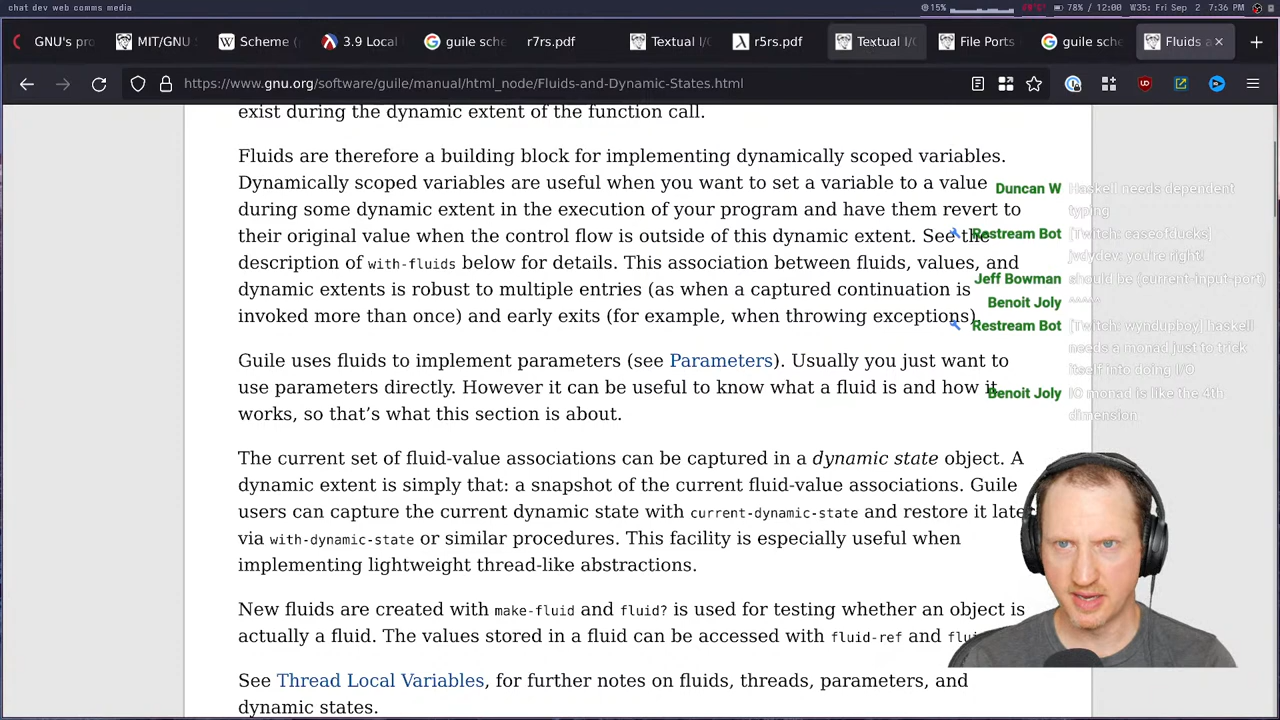 chat dev web comms media
15%
78% / 12:00 W35: Fri Sep 2 7:36 PM
GNU's pro
MIT/GNU S
Scheme (
3.9 Local
guile sche
r7rs.pdf
Textual I/
r5rs.pdf
Textual I/
File Ports
guile sche
Fluids a
https://www.gnu.org/software/guile/manual/html_node/Fluids-and-Dynamic-States.html
exist during the dynamic extent of the function call.
Fluids are therefore a building block for implementing dynamically scoped variables.
Dynamically scoped variables are useful when you want to set a variable to a value
during some dynamic extent in the execution of your program and have them revert to
their original value when the control flow is outside of this dynamic extent. See the
description of with-fluids below for details. This association between fluids, values, and
dynamic extents is robust to multiple entries (as when a captured continuation is
invoked more than once) and early exits (for example, when throwing exceptions)
Guile uses fluids to implement parameters (see Parameters). Usually you just want to
use parameters directly. However it can be useful to know what a fluid is and how it
works, so that's what this section is about.
The current set of fluid-value associations can be captured in a dynamic state object. A
dynamic extent is simply that: a snapshot of the current fluid-value associations. Guile
users can capture the current dynamic state with current-dynamic-state and restore it later
via with-dynamic-state or similar procedures. This facility is especially useful when
implementing lightweight thread-like abstractions.
New fluids are created with make-fluid and fluid? is used for testing whether an object is
actually a fluid. The values stored in a fluid can be accessed with fluid-ref and
See Thread Local Variables, for further notes on fluids, threads, parameters, and
dynamic states.
Duncan W Haskell needs dependent
typing
Restream Bot [Twitch: caseofducks]
jvdydev: you're right!
Jeff Bowman should be (current-input-port)
Benoit Joly ^^^^^
Restream Bot [Twitch: wyndupboy] haskell
needs a monad just to trick
itself into doing I/O
Benoit Joly IO monad is like the 4th
dimension